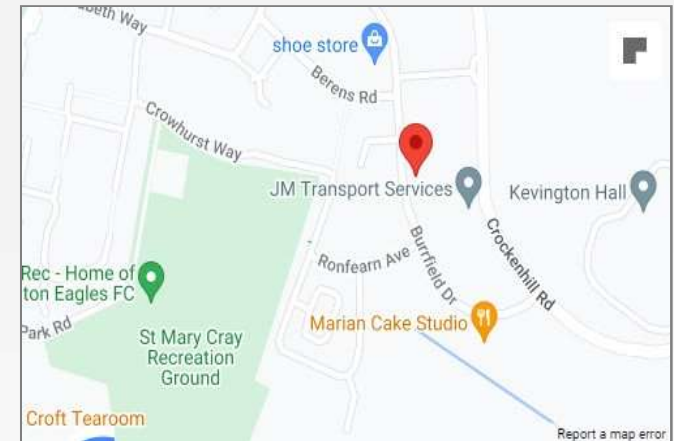 beth Way
shoe store
Berens Rd
Crowhurst Way
JM Transport Services
Kevington Hall
Burrfield Dr
Crockenhill Rd
Ronfearn Ave
Rec - Home of
ton Eagles FC
Park Rd
Marian Cake Studio
St Mary Cray
Recreation
Ground
Croft Tearoom
Report a map error